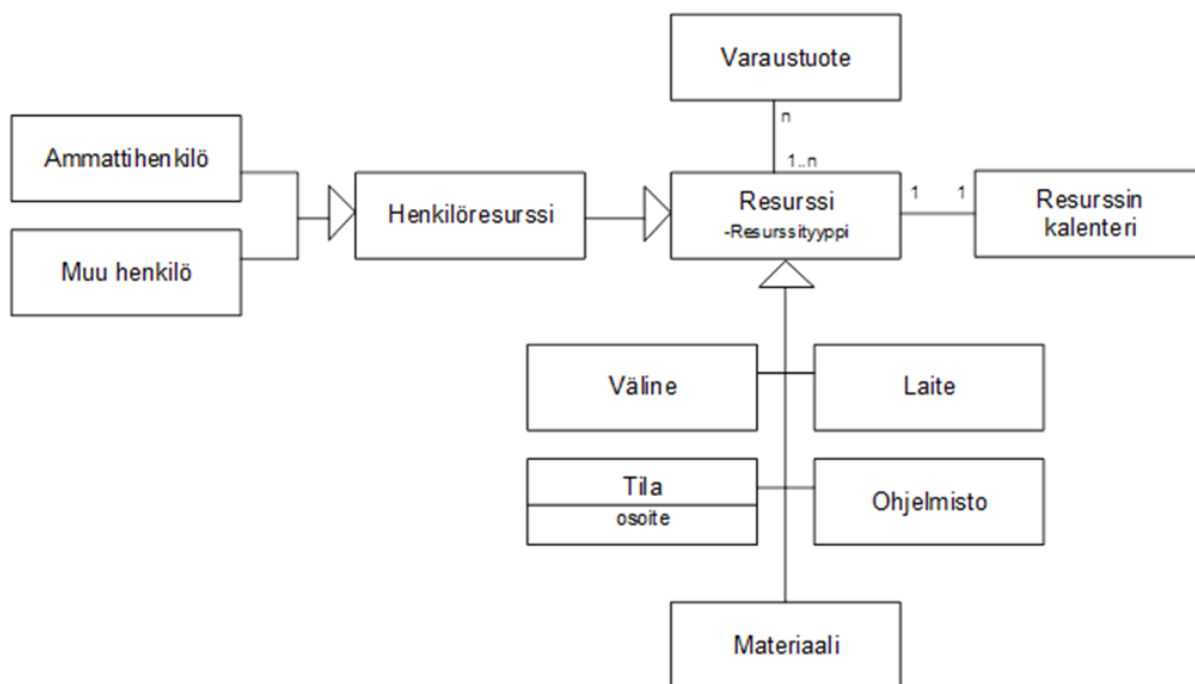 Varaustuote
n
1..n
Ammattihenkilö
Muu henkilö
Henkilöresurssi
Resurssi
-Resurssityyppi
1
1
Resurssin
kalenteri
Väline
Laite
Tila
osoite
Ohjelmisto
Materiaali